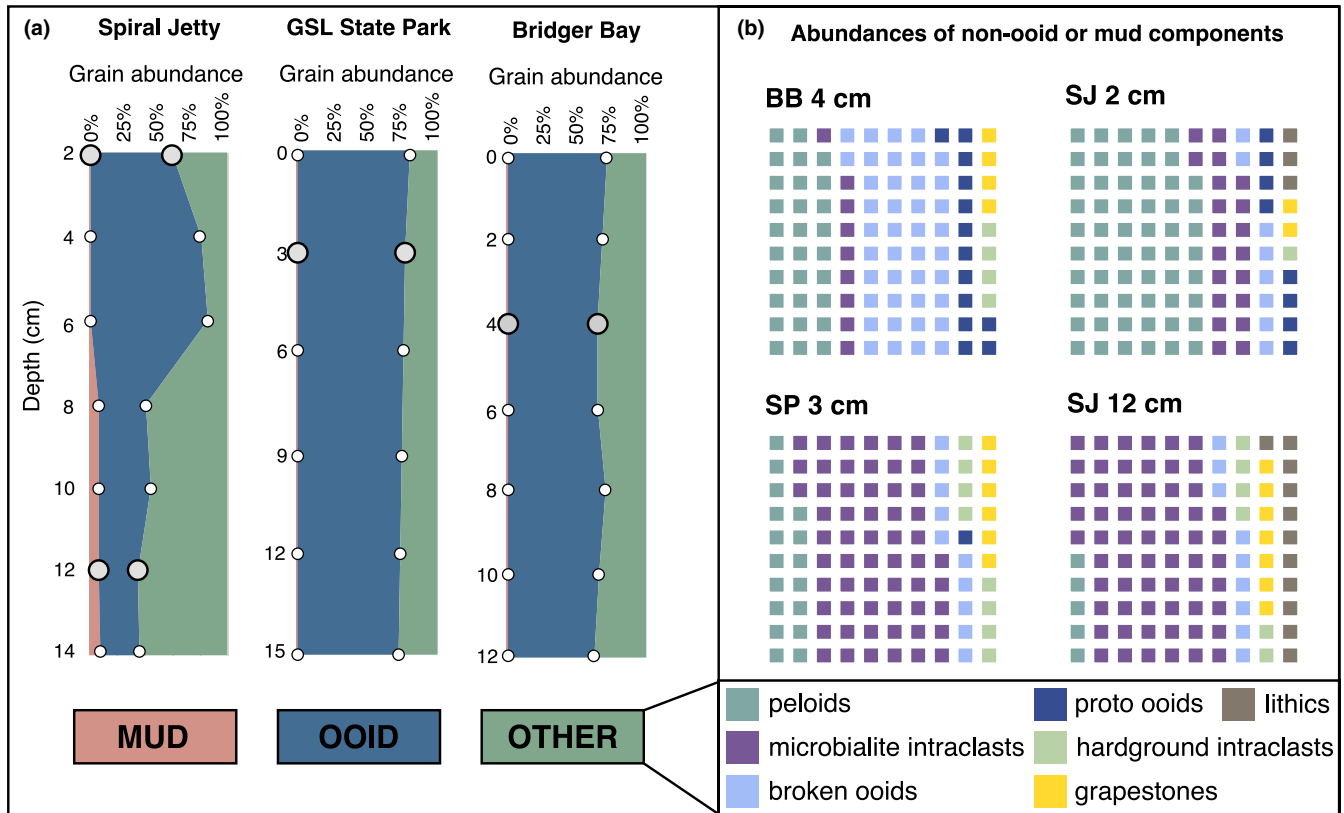 (a)
Spiral Jetty
GSL State Park
Bridger Bay
Grain abundance
Grain abundance
Grain abundance
0% 25% 50% 75% 100%
0% 25% 50% 75% 100%
0% 25% 50% 75% 100%
Depth (cm)
2
4
6
8
10
12
14
0
3
6
9
12
15
0
2
4
6
8
10
12
MUD
OOID
OTHER
(b)
Abundances of non-ooid or mud components
BB 4 cm
SJ 2 cm
SP 3 cm
SJ 12 cm
peloids
proto ooids
lithics
microbialite intraclasts
hardground intraclasts
broken ooids
grapestones